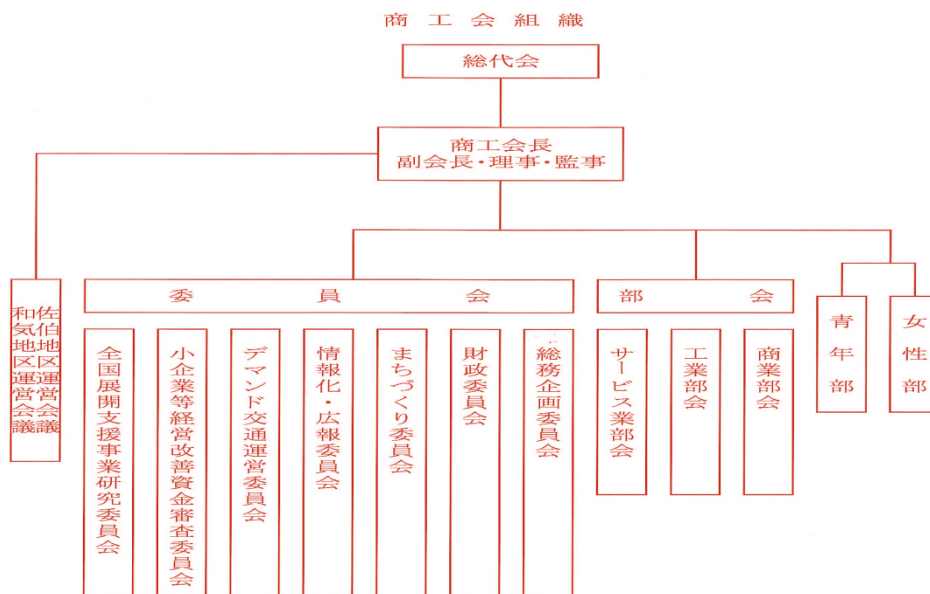 商工会組織
総代会
商工会長
副会長・理事・監事
佐伯地区運営会議
和気地区運営会議
委員会
部会
青年部
女性部
全国展開支援事業研究委員会
小企業等経営改善資金審査委員会
デマンド交通運営委員会
情報化・広報委員会
まちづくり委員会
財政委員会
総務企画委員会
サービス業部会
工業部会
商業部会